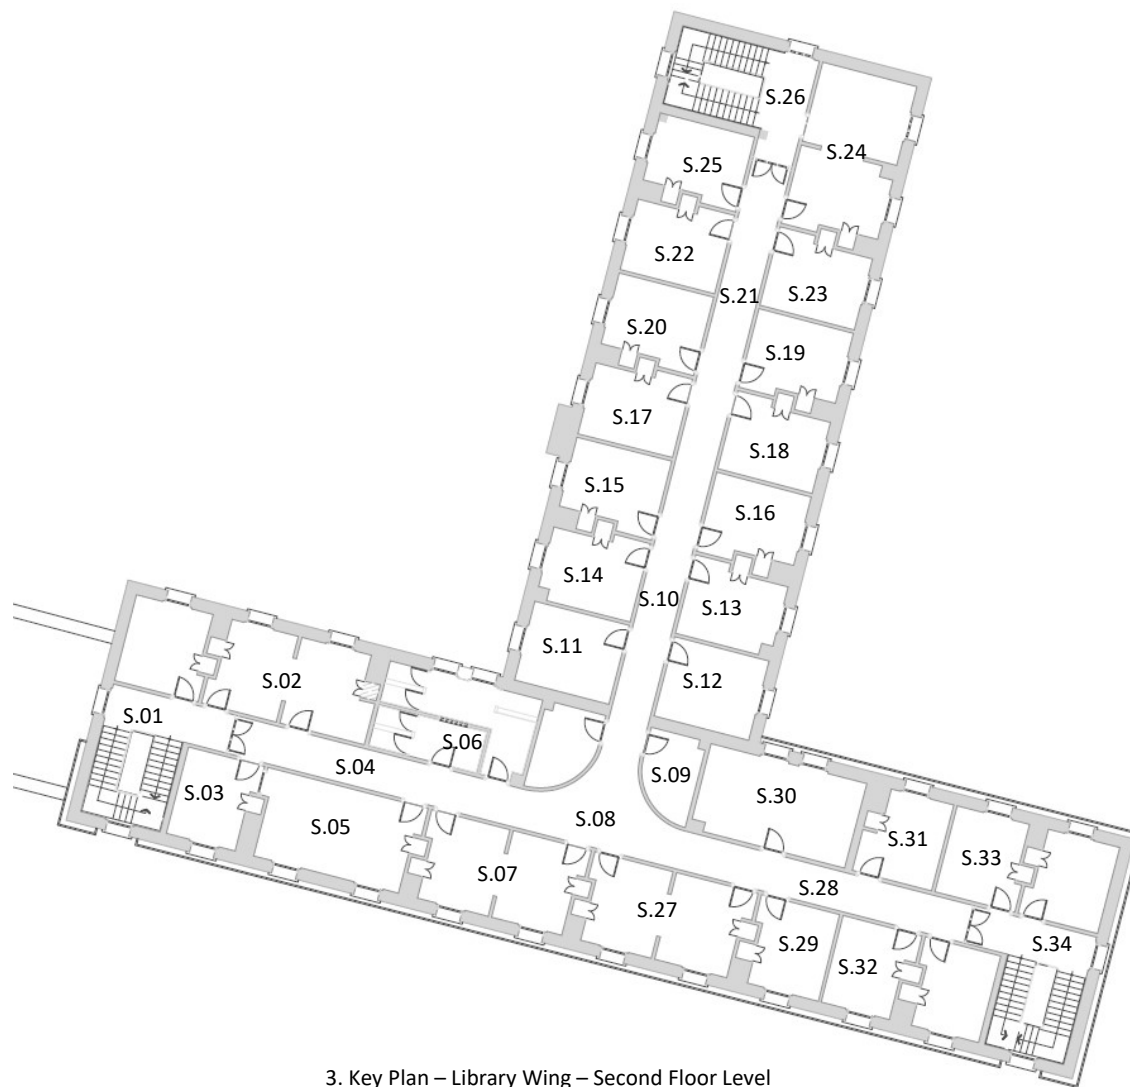 S.26
S.24
S.25
S.22
S.23
S.21
S.20
S.19
S.17
S.18
S.15
S.16
S.14
S.10
S.13
S.11
S.12
S.02
S.01
S.06
S.04
S.09
S.03
S.30
S.05
S.08
S.31
S.33
S.07
S.28
S.27
S.29
S.34
S.32
3. Key Plan – Library Wing – Second Floor Level